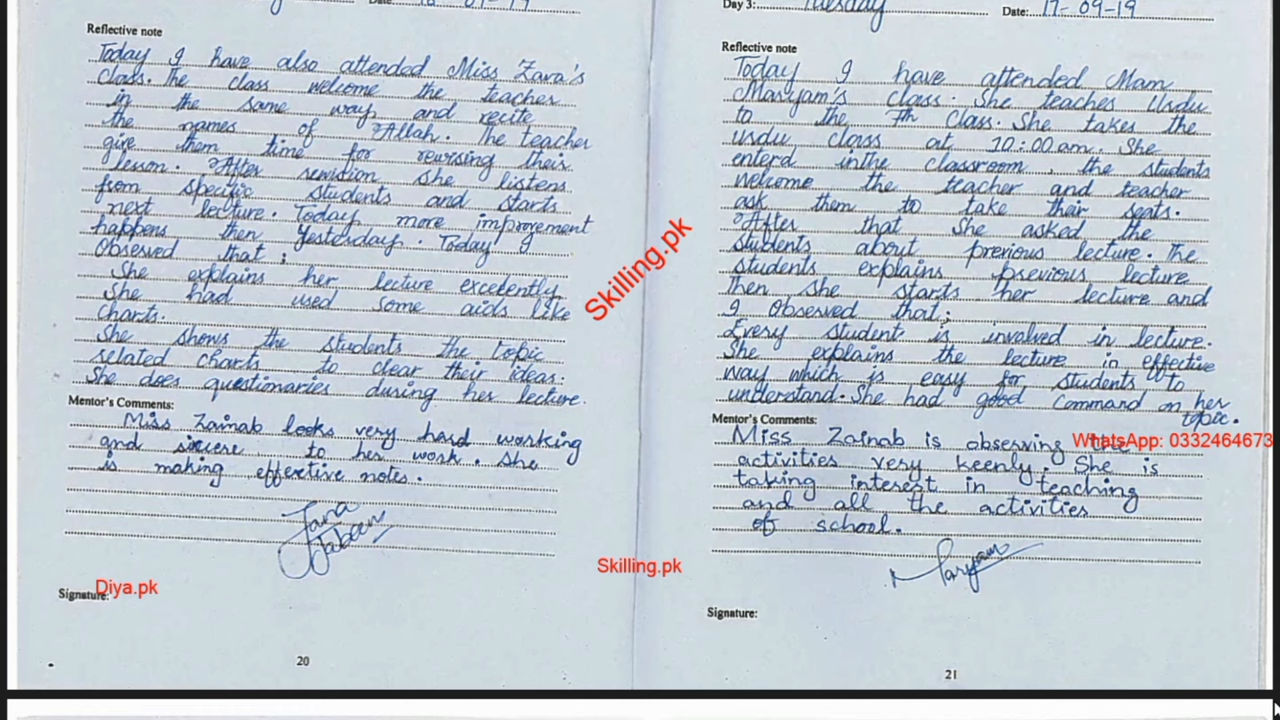 Date:
Reflective note
Today I have also attended Miss Zara's
class. The class welcome the teacher
in the same way, and recite
the names of Allah. The teacher
give them time for rewising their
lesson. After revision she listens
from specific students and starts
next lecture. Today more improvement
happens then yesterday. Today I
observed that;
She explains her lecture excelently
She had used some aids like
charts.
She shows the students the topic
related charts to clear their ideas.
She does questionaries during her lecture.
Mentor's Comments:
Miss Zainab looks very hard working
and sincere to her work. She
is making effective notes.
Zara
Jabeen
Signature:
Diya.pk
20
Skilling.pk
Skilling.pk
Day 3: Tuesday Date: 17-09-19
Reflective note
Today I have attended Mam
Maryam's class. She teaches Urdu
to the 7th class. She takes the
urdu class at 10:00 am. She
enterd inthe classroom, the students
welcome the teacher and teacher
ask them to take their seats.
After that she asked the
students about previous lecture. The
students explains previous lecture
then she starts her lecture and
I observed that;
Every student is involved in lecture.
She explains the lecture in effective
way which is easy for students to
understand. She had good command on her
topic.
Mentor's Comments:
Miss Zainab is observing
WhatsApp: 0332464673
activities very keenly. She is
taking interest in teaching
and all the activities
of school.
Maryam
Signature:
21